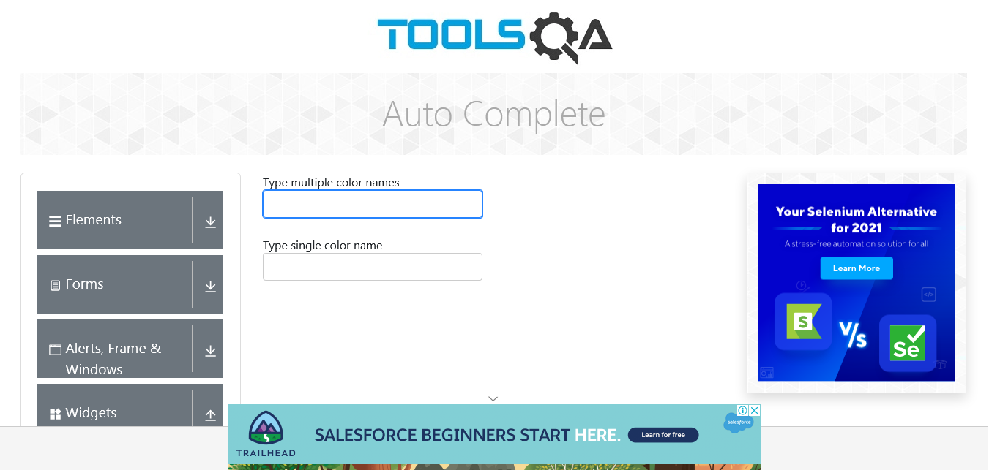 TOOLSQA
Auto Complete
Elements
Forms
Alerts, Frame &
Windows
Widgets
Type multiple color names
Type single color name
Your Selenium Alternative
for 2021
A stress-free automation solution for all
Learn More
</>
S
V/s
Se
SALESFORCE BEGINNERS START HERE.
Learn for free
salesforce
TRAILHEAD